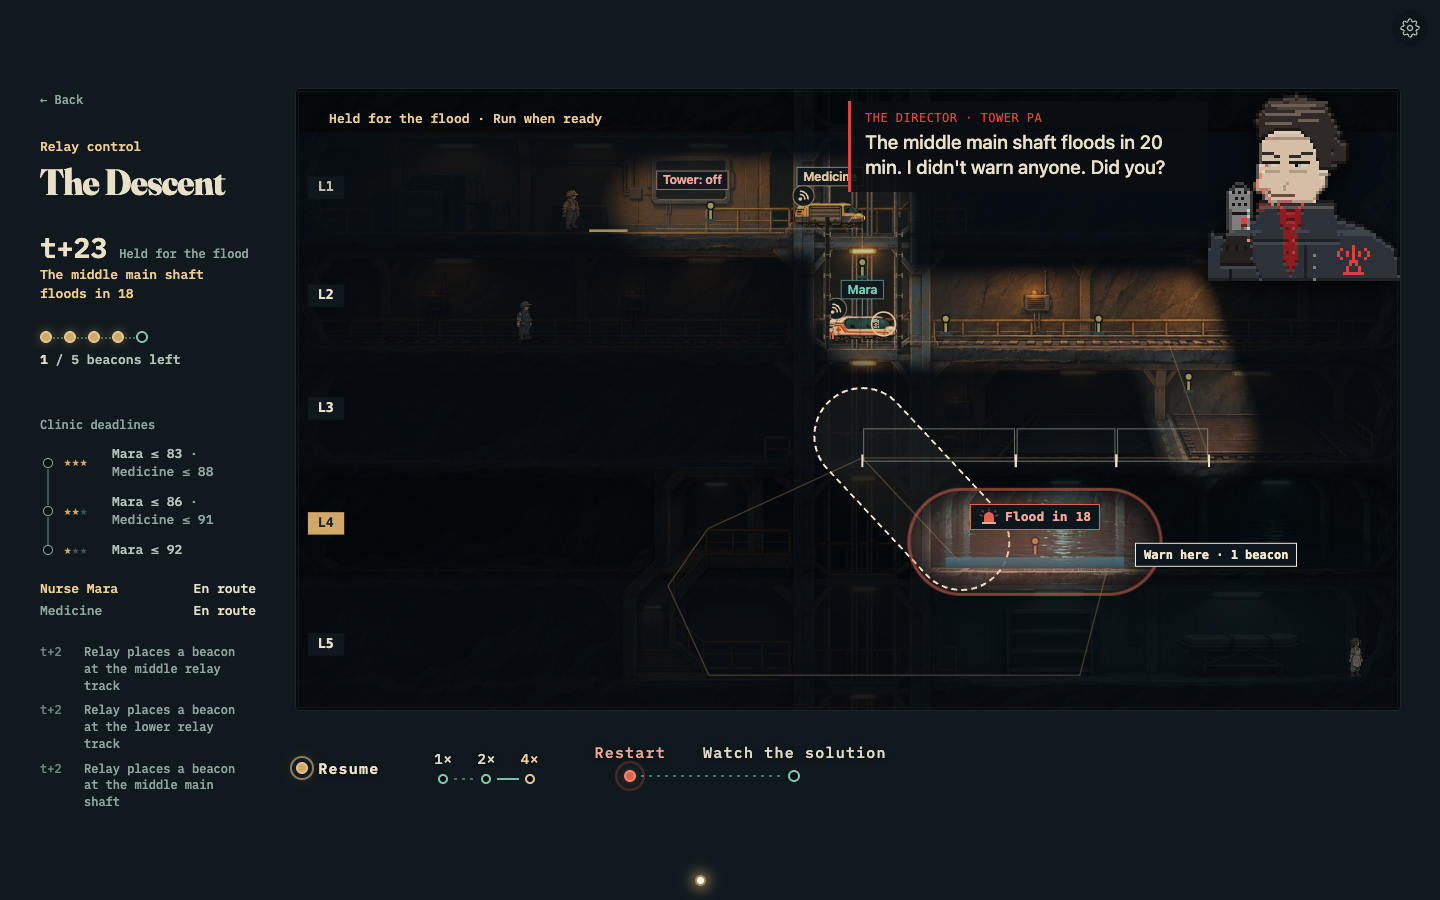 ← Back
Relay control
The Descent
t+23 Held for the flood
The middle main shaft
floods in 18
1 / 5 beacons left
Clinic deadlines
★★★ Mara ≤ 83 ·
Medicine ≤ 88
★★★ Mara ≤ 86 ·
Medicine ≤ 91
★★★ Mara ≤ 92
Nurse Mara En route
Medicine En route
t+2 Relay places a beacon
at the middle relay
track
t+2 Relay places a beacon
at the lower relay
track
t+2 Relay places a beacon
at the middle main
shaft
Held for the flood · Run when ready
THE DIRECTOR · TOWER PA
The middle main shaft floods in 20
min. I didn't warn anyone. Did you?
L1
Tower: off
Medicin
L2
Mara
L3
L4
Flood in 18
Warn here · 1 beacon
L5
Resume
1× 2× 4×
Restart
Watch the solution